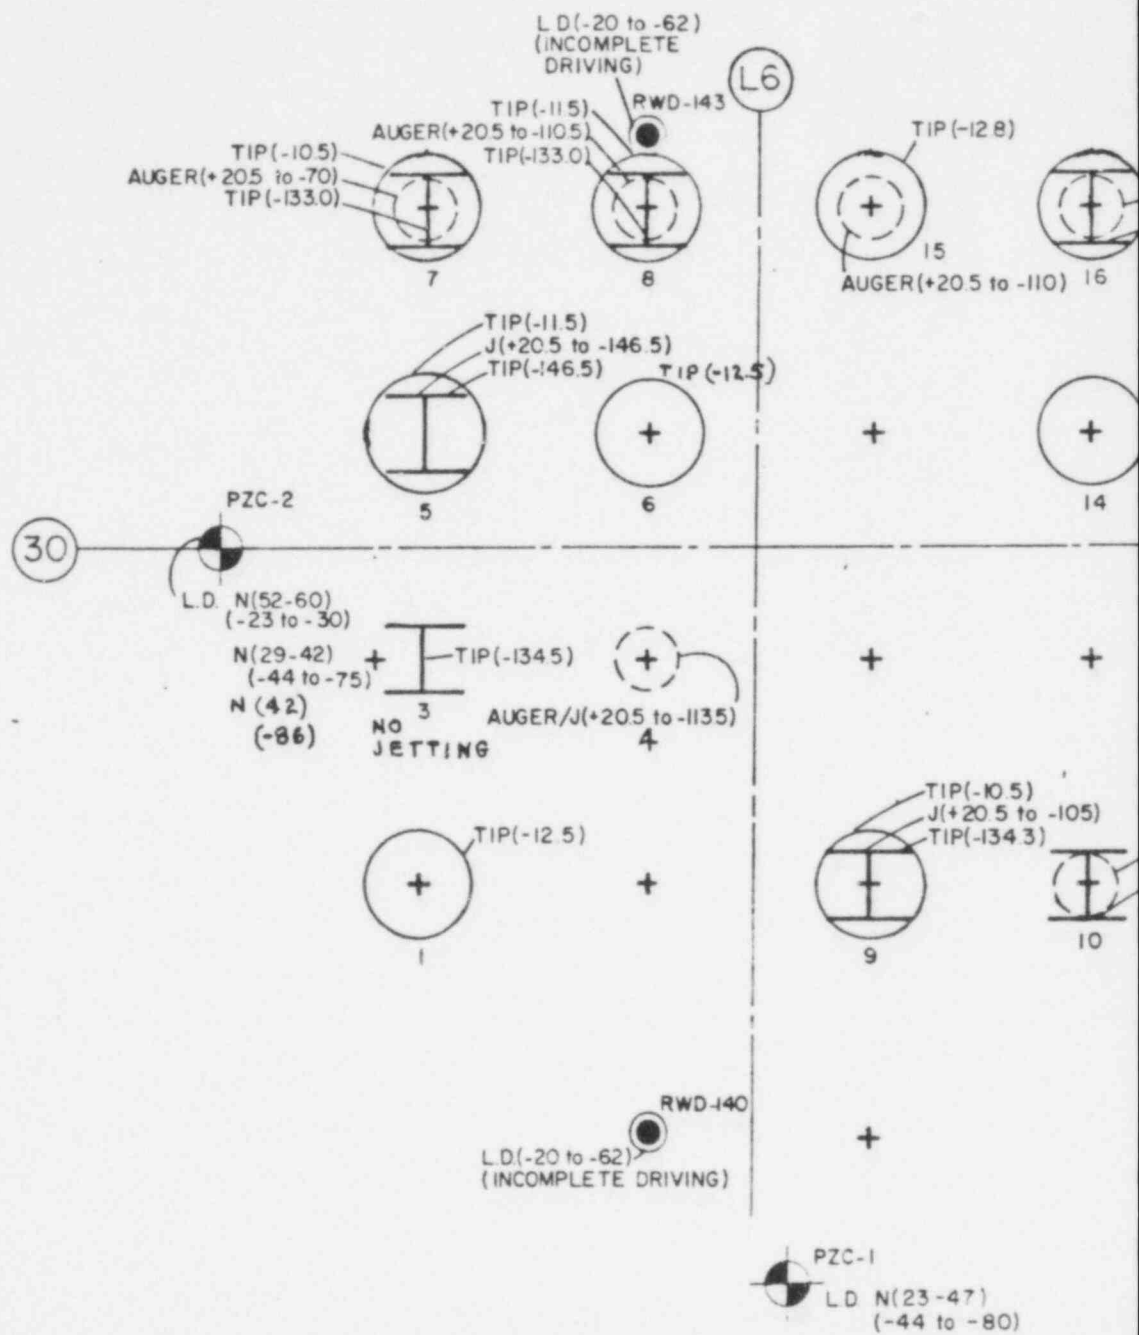 L.D.(-20 to -62)
(INCOMPLETE
DRIVING)
L6
RWD-143
TIP(-11.5)
AUGER(+20.5 to -110.5)
TIP(-133.0)
TIP(-10.5)
AUGER(+20.5 to -70)
TIP(-133.0)
TIP(-12.8)
7
8
15
AUGER(+20.5 to -110)
16
TIP(-11.5)
J(+20.5 to -146.5)
TIP(-146.5)
TIP(-12.5)
5
6
14
PZC-2
30
L.D. N(52-60)
(-23 to -30)
N(29-42)
(-44 to -75)
N(42)
(-86)
TIP(-134.5)
3
NO
JETTING
AUGER/J(+20.5 to -113.5)
4
TIP(-12.5)
1
TIP(-10.5)
J(+20.5 to -105)
TIP(-134.3)
9
10
RWD-140
L.D.(-20 to -62)
(INCOMPLETE DRIVING)
PZC-1
L.D. N(23-47)
(-44 to -80)